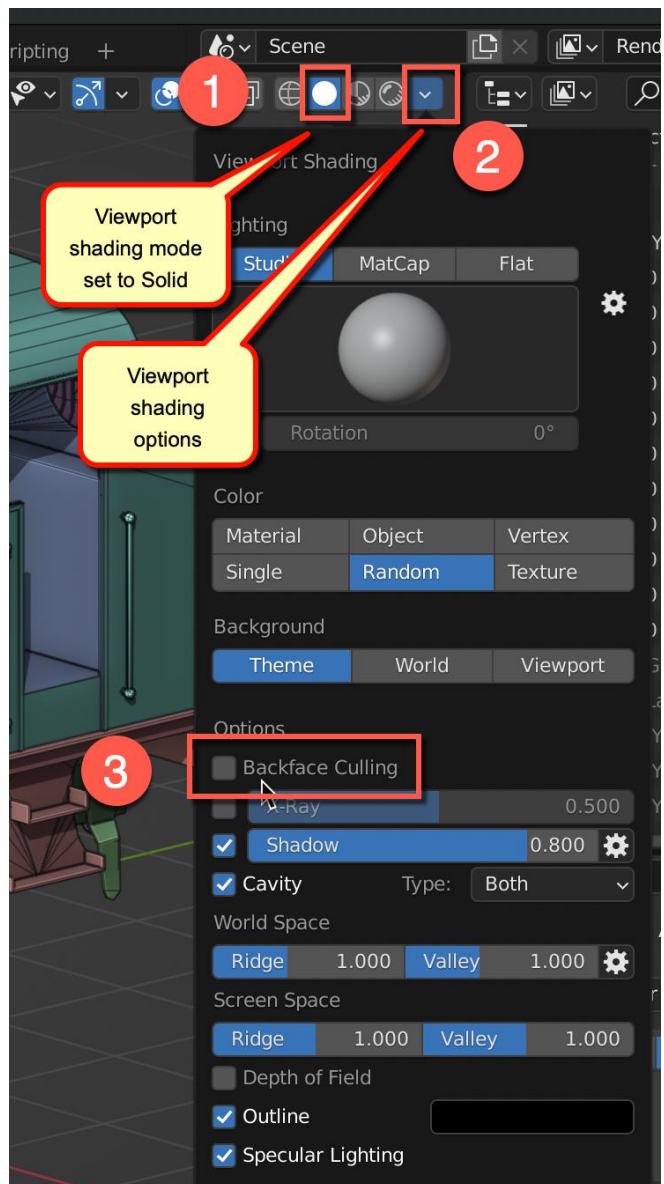 ripting +
Scene
Rend
1
2
Viewport Shading
Viewport
shading mode
set to Solid
Lighting
Studio MatCap Flat
Viewport
shading
options
Rotation 0°
Color
Material Object Vertex
Single Random Texture
Background
Theme World Viewport
Options
3
Backface Culling
X-Ray 0.500
Shadow 0.800
Cavity Type: Both
World Space
Ridge 1.000 Valley 1.000
Screen Space
Ridge 1.000 Valley 1.000
Depth of Field
Outline
Specular Lighting